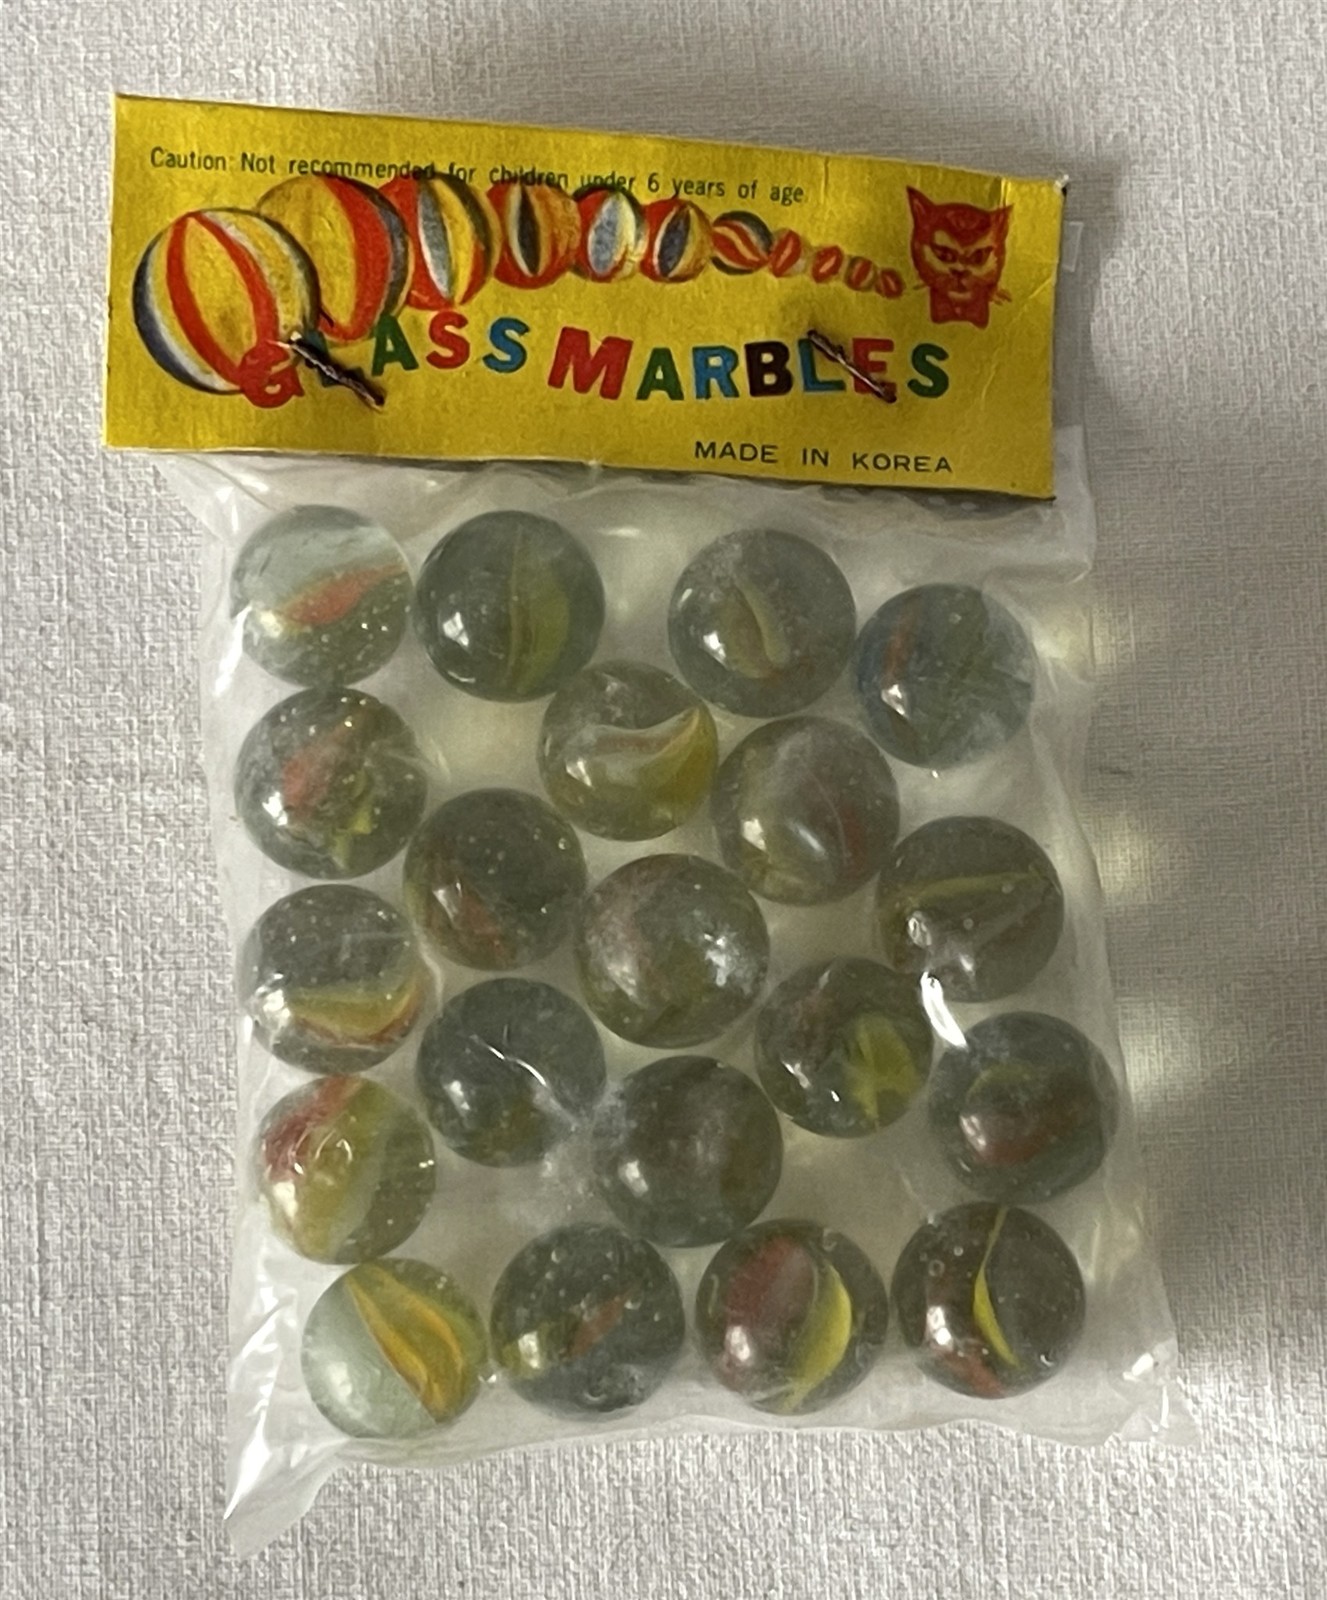 Caution: Not recommended for children under 6 years of age
GLASS MARBLES
MADE IN KOREA